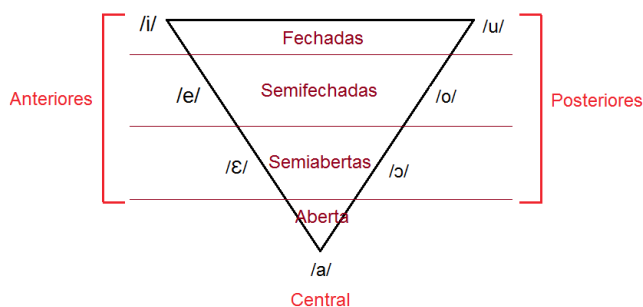 /i/ Fechadas /u/
Anteriores /e/ Semifechadas /o/ Posteriores
/Ɛ/ Semiabertas /ɔ/
Aberta
/a/
Central